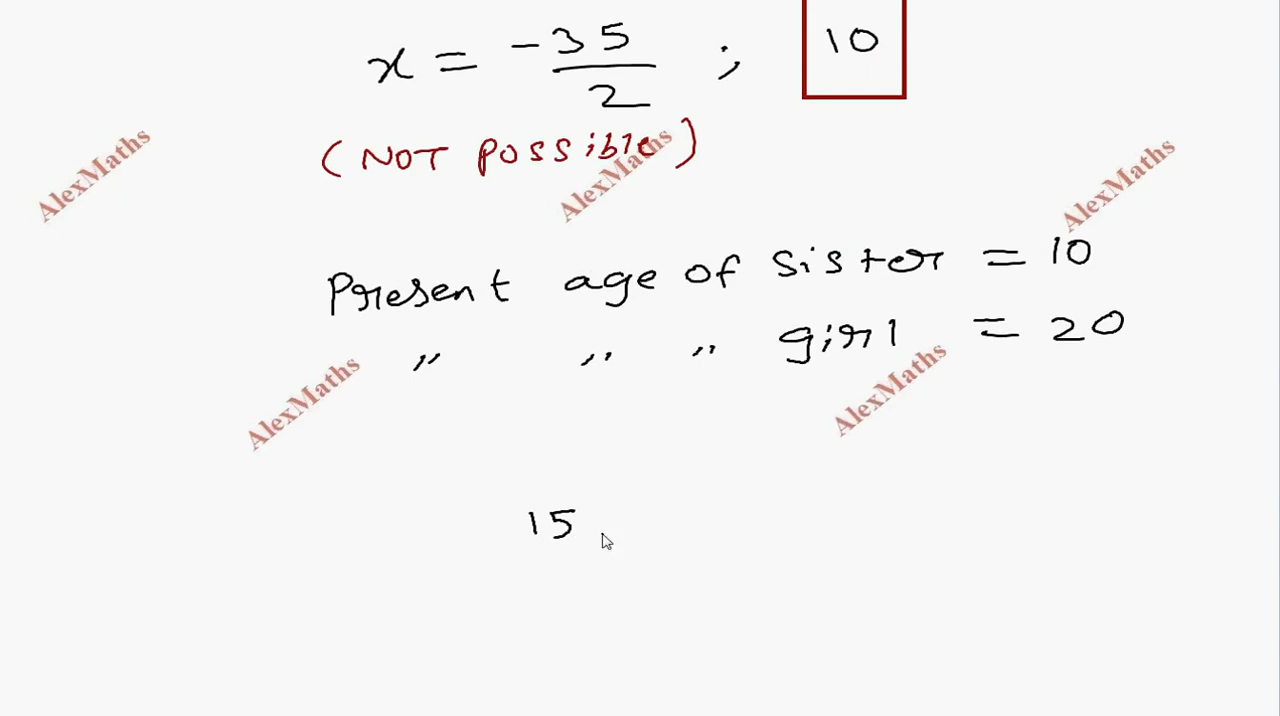 x = -35/2 ; 10
(NOT POSSible)
AlexMaths AlexMaths AlexMaths
Present age of sister = 10
" " " girl = 20
AlexMaths AlexMaths
15